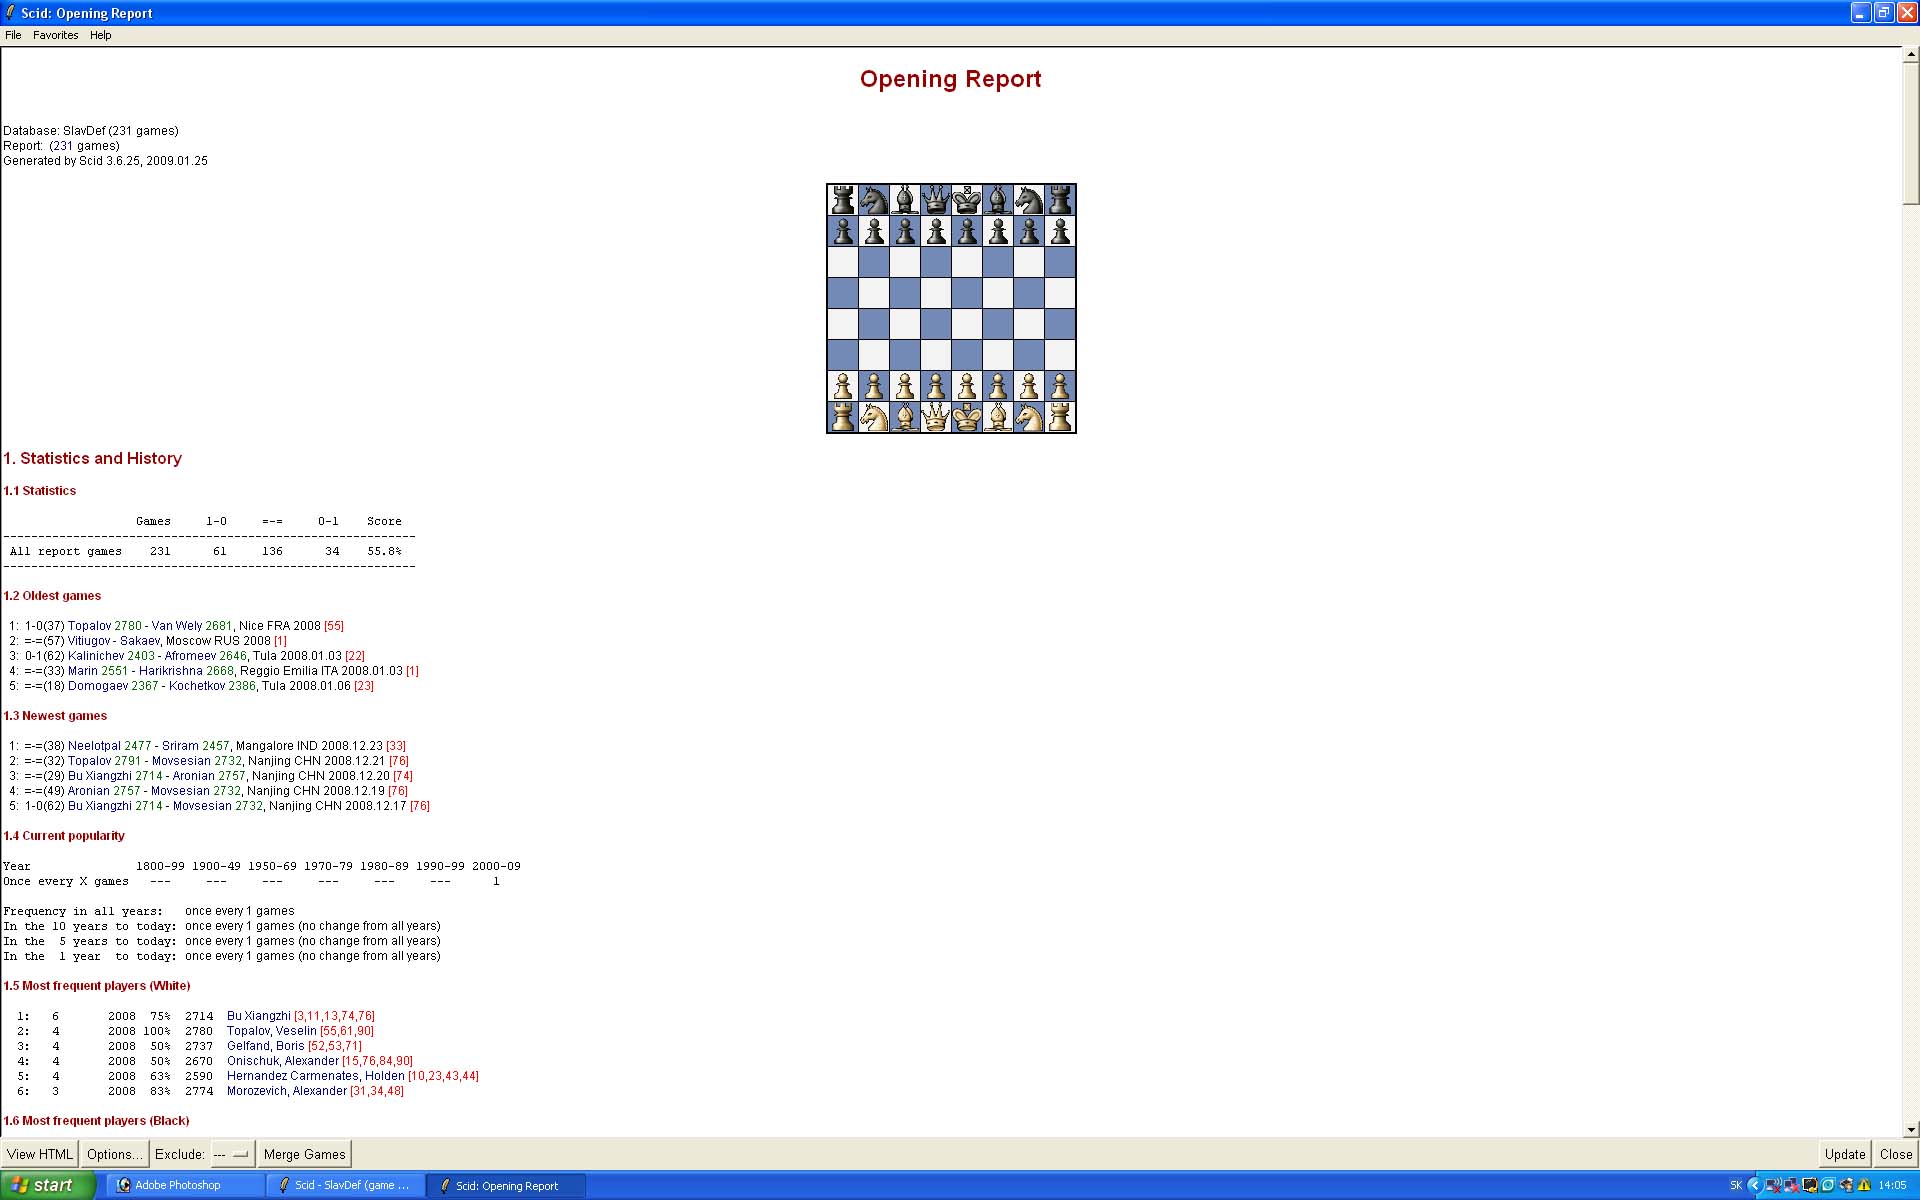 Scid: Opening Report
File Favorites Help
Opening Report
Database: SlavDef (231 games)
Report: (231 games)
Generated by Scid 3.6.25, 2009.01.25
1. Statistics and History
1.1 Statistics
Games 1-0 =-= 0-1 Score
---------------------------------------------------------
All report games 231 61 136 34 55.8%
---------------------------------------------------------
1.2 Oldest games
1: 1-0(37) Topalov 2780 - Van Wely 2681, Nice FRA 2008 [55]
2: =-=(57) Vitiugov - Sakaev, Moscow RUS 2008 [1]
3: 0-1(62) Kalinichev 2403 - Afromeev 2646, Tula 2008.01.03 [22]
4: =-=(33) Marin 2551 - Harikrishna 2668, Reggio Emilia ITA 2008.01.03 [1]
5: =-=(18) Domogaev 2367 - Kochetkov 2386, Tula 2008.01.06 [23]
1.3 Newest games
1: =-=(38) Neelotpal 2477 - Sriram 2457, Mangalore IND 2008.12.23 [33]
2: =-=(32) Topalov 2791 - Movsesian 2732, Nanjing CHN 2008.12.21 [76]
3: =-=(29) Bu Xiangzhi 2714 - Aronian 2757, Nanjing CHN 2008.12.20 [74]
4: =-=(49) Aronian 2757 - Movsesian 2732, Nanjing CHN 2008.12.19 [76]
5: 1-0(62) Bu Xiangzhi 2714 - Movsesian 2732, Nanjing CHN 2008.12.17 [76]
1.4 Current popularity
Year 1800-99 1900-49 1950-69 1970-79 1980-89 1990-99 2000-09
Once every X games --- --- --- --- --- --- 1
Frequency in all years: once every 1 games
In the 10 years to today: once every 1 games (no change from all years)
In the 5 years to today: once every 1 games (no change from all years)
In the 1 year to today: once every 1 games (no change from all years)
1.5 Most frequent players (White)
1: 6 2008 75% 2714 Bu Xiangzhi [3,11,13,74,76]
2: 4 2008 100% 2780 Topalov, Veselin [55,61,90]
3: 4 2008 50% 2737 Gelfand, Boris [52,53,71]
4: 4 2008 50% 2670 Onischuk, Alexander [15,76,84,90]
5: 4 2008 63% 2590 Hernandez Carmenates, Holden [10,23,43,44]
6: 3 2008 83% 2774 Morozevich, Alexander [31,34,48]
1.6 Most frequent players (Black)
View HTML Options... Exclude: --- Merge Games Update Close
start Adobe Photoshop Scid - SlavDef (game ... Scid: Opening Report SK 14:05